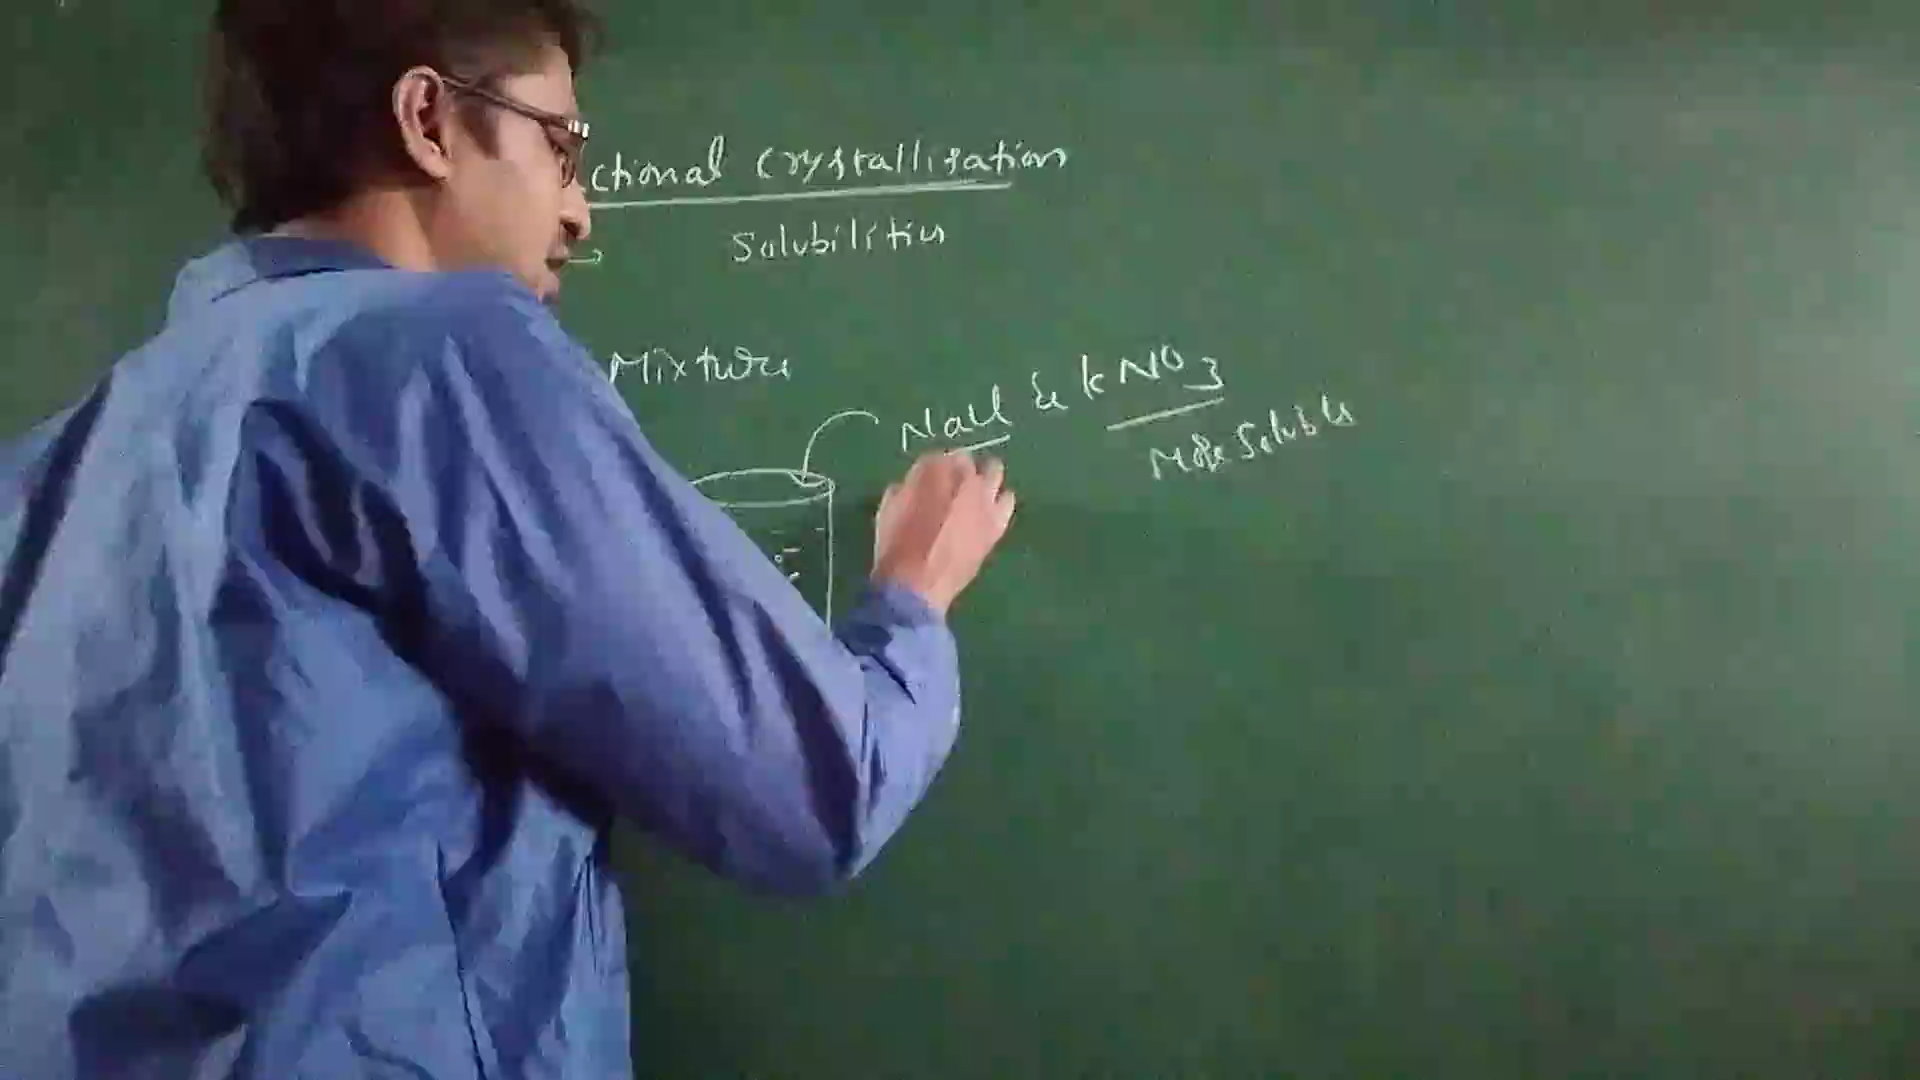 ctional Crystallisation
Solubilities
Mixture
NaCl & KNO3
More Soluble